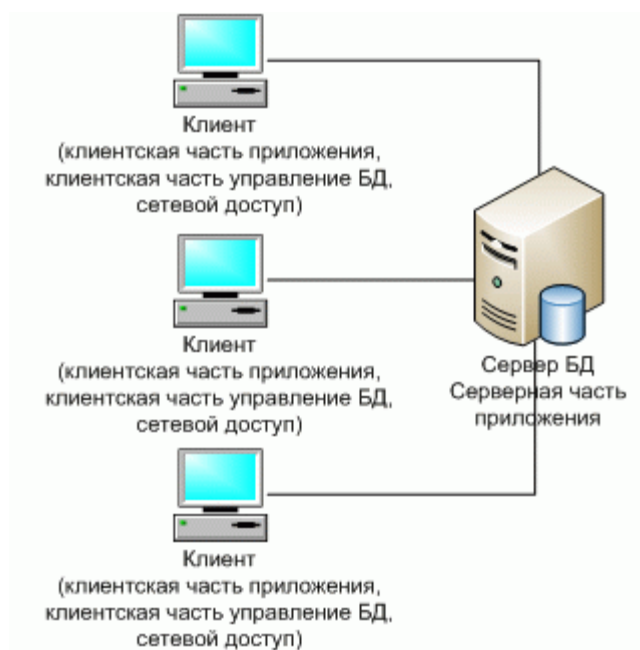 Клиент
(клиентская часть приложения,
клиентская часть управление БД,
сетевой доступ)
Клиент
(клиентская часть приложения,
клиентская часть управление БД,
сетевой доступ)
Сервер БД
Серверная часть
приложения
Клиент
(клиентская часть приложения,
клиентская часть управление БД,
сетевой доступ)